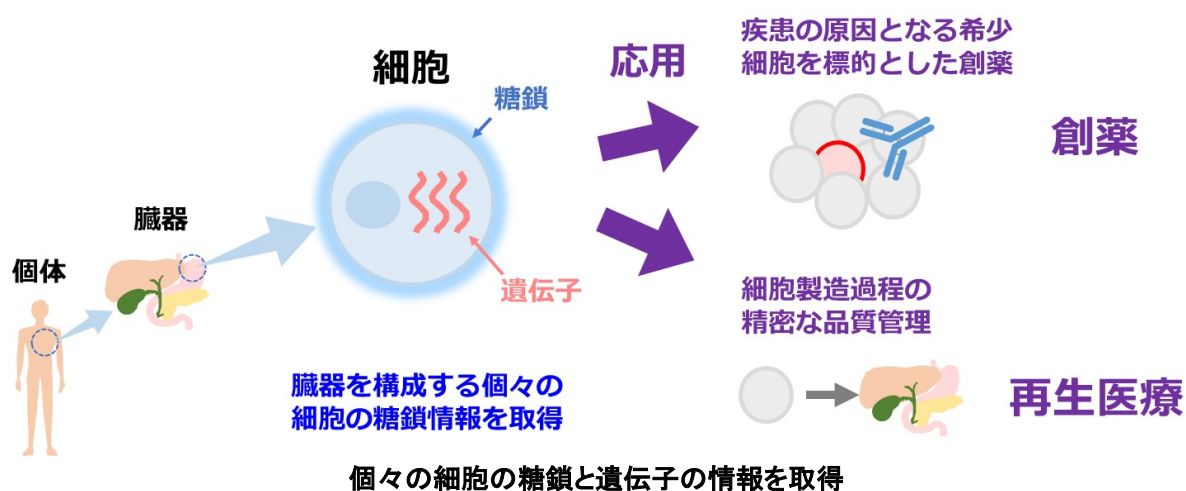 個体
臓器
細胞
糖鎖
遺伝子
臓器を構成する個々の
細胞の糖鎖情報を取得
応用
疾患の原因となる希少
細胞を標的とした創薬
創薬
細胞製造過程の
精密な品質管理
再生医療
個々の細胞の糖鎖と遺伝子の情報を取得